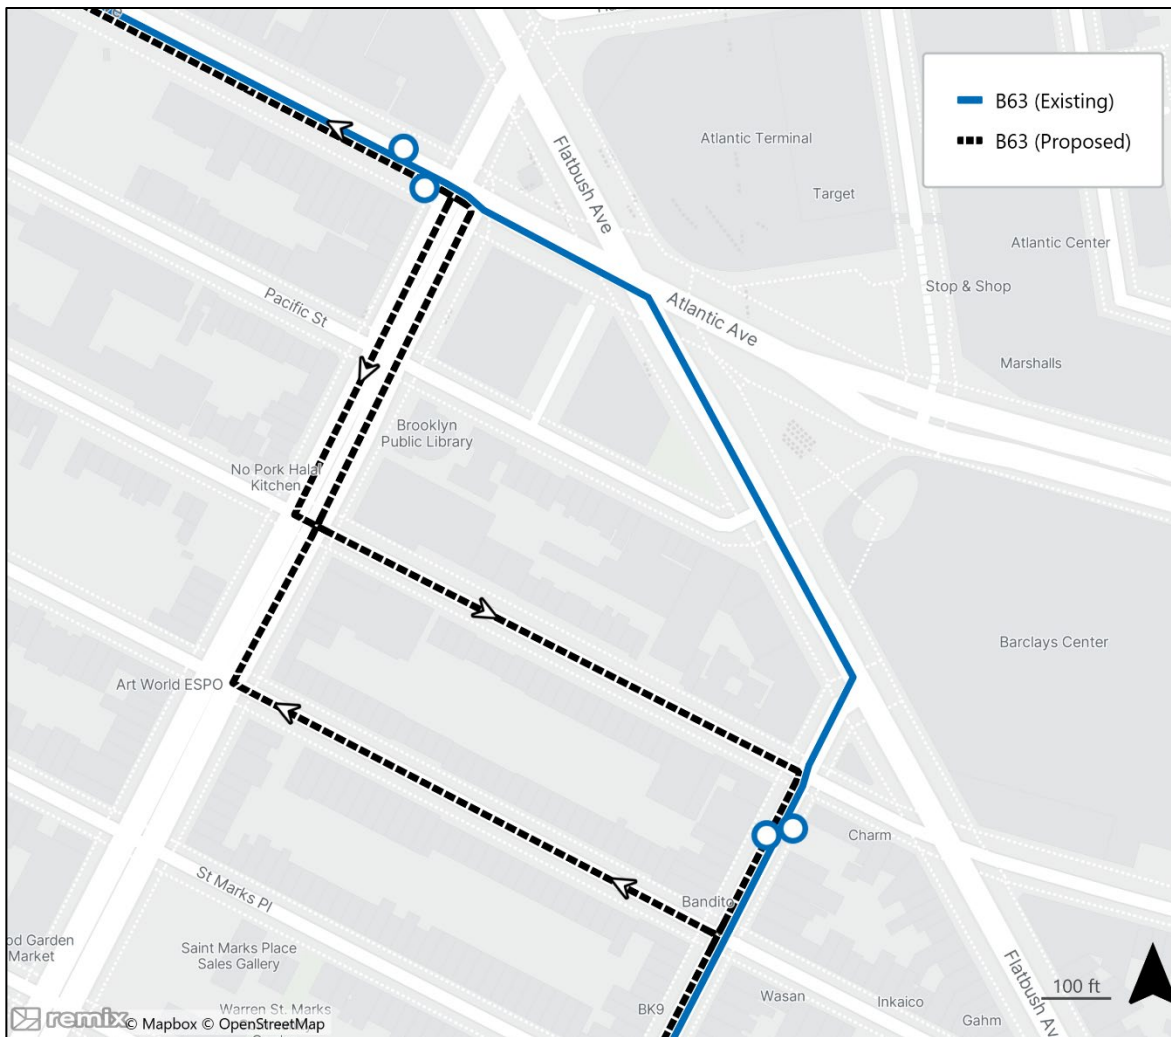 B63 (Existing)
B63 (Proposed)
Flatbush Ave
Atlantic Terminal
Target
Atlantic Center
Stop & Shop
Atlantic Ave
Marshalls
Pacific St
Brooklyn
Public Library
No Pork Halal
Kitchen
Barclays Center
Art World ESPO
Charm
St Marks Pl
Bandito
Saint Marks Place
Sales Gallery
Market
Flatbush Av
100 ft
BK9
Wasan
Inkaico
Gahm
Warren St. Marks
remix
© Mapbox © OpenStreetMap